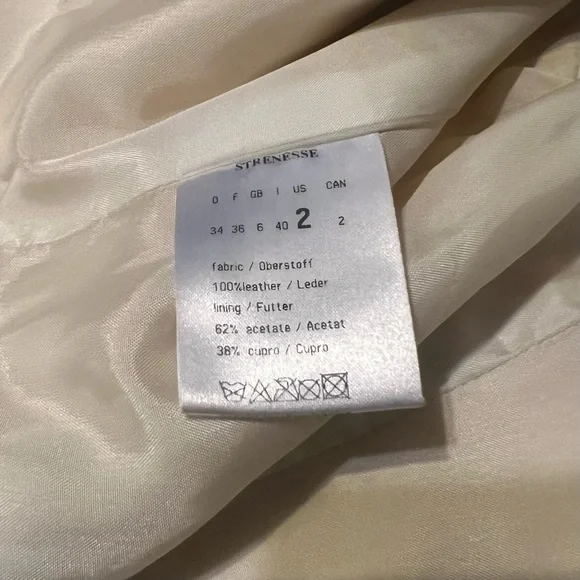 STRENESSE
D F GB I US CAN
34 36 6 40 2 2
fabric / Oberstoff
100%leather / Leder
lining / Futter
62% acetate / Acetat
38% cupro / Cupro